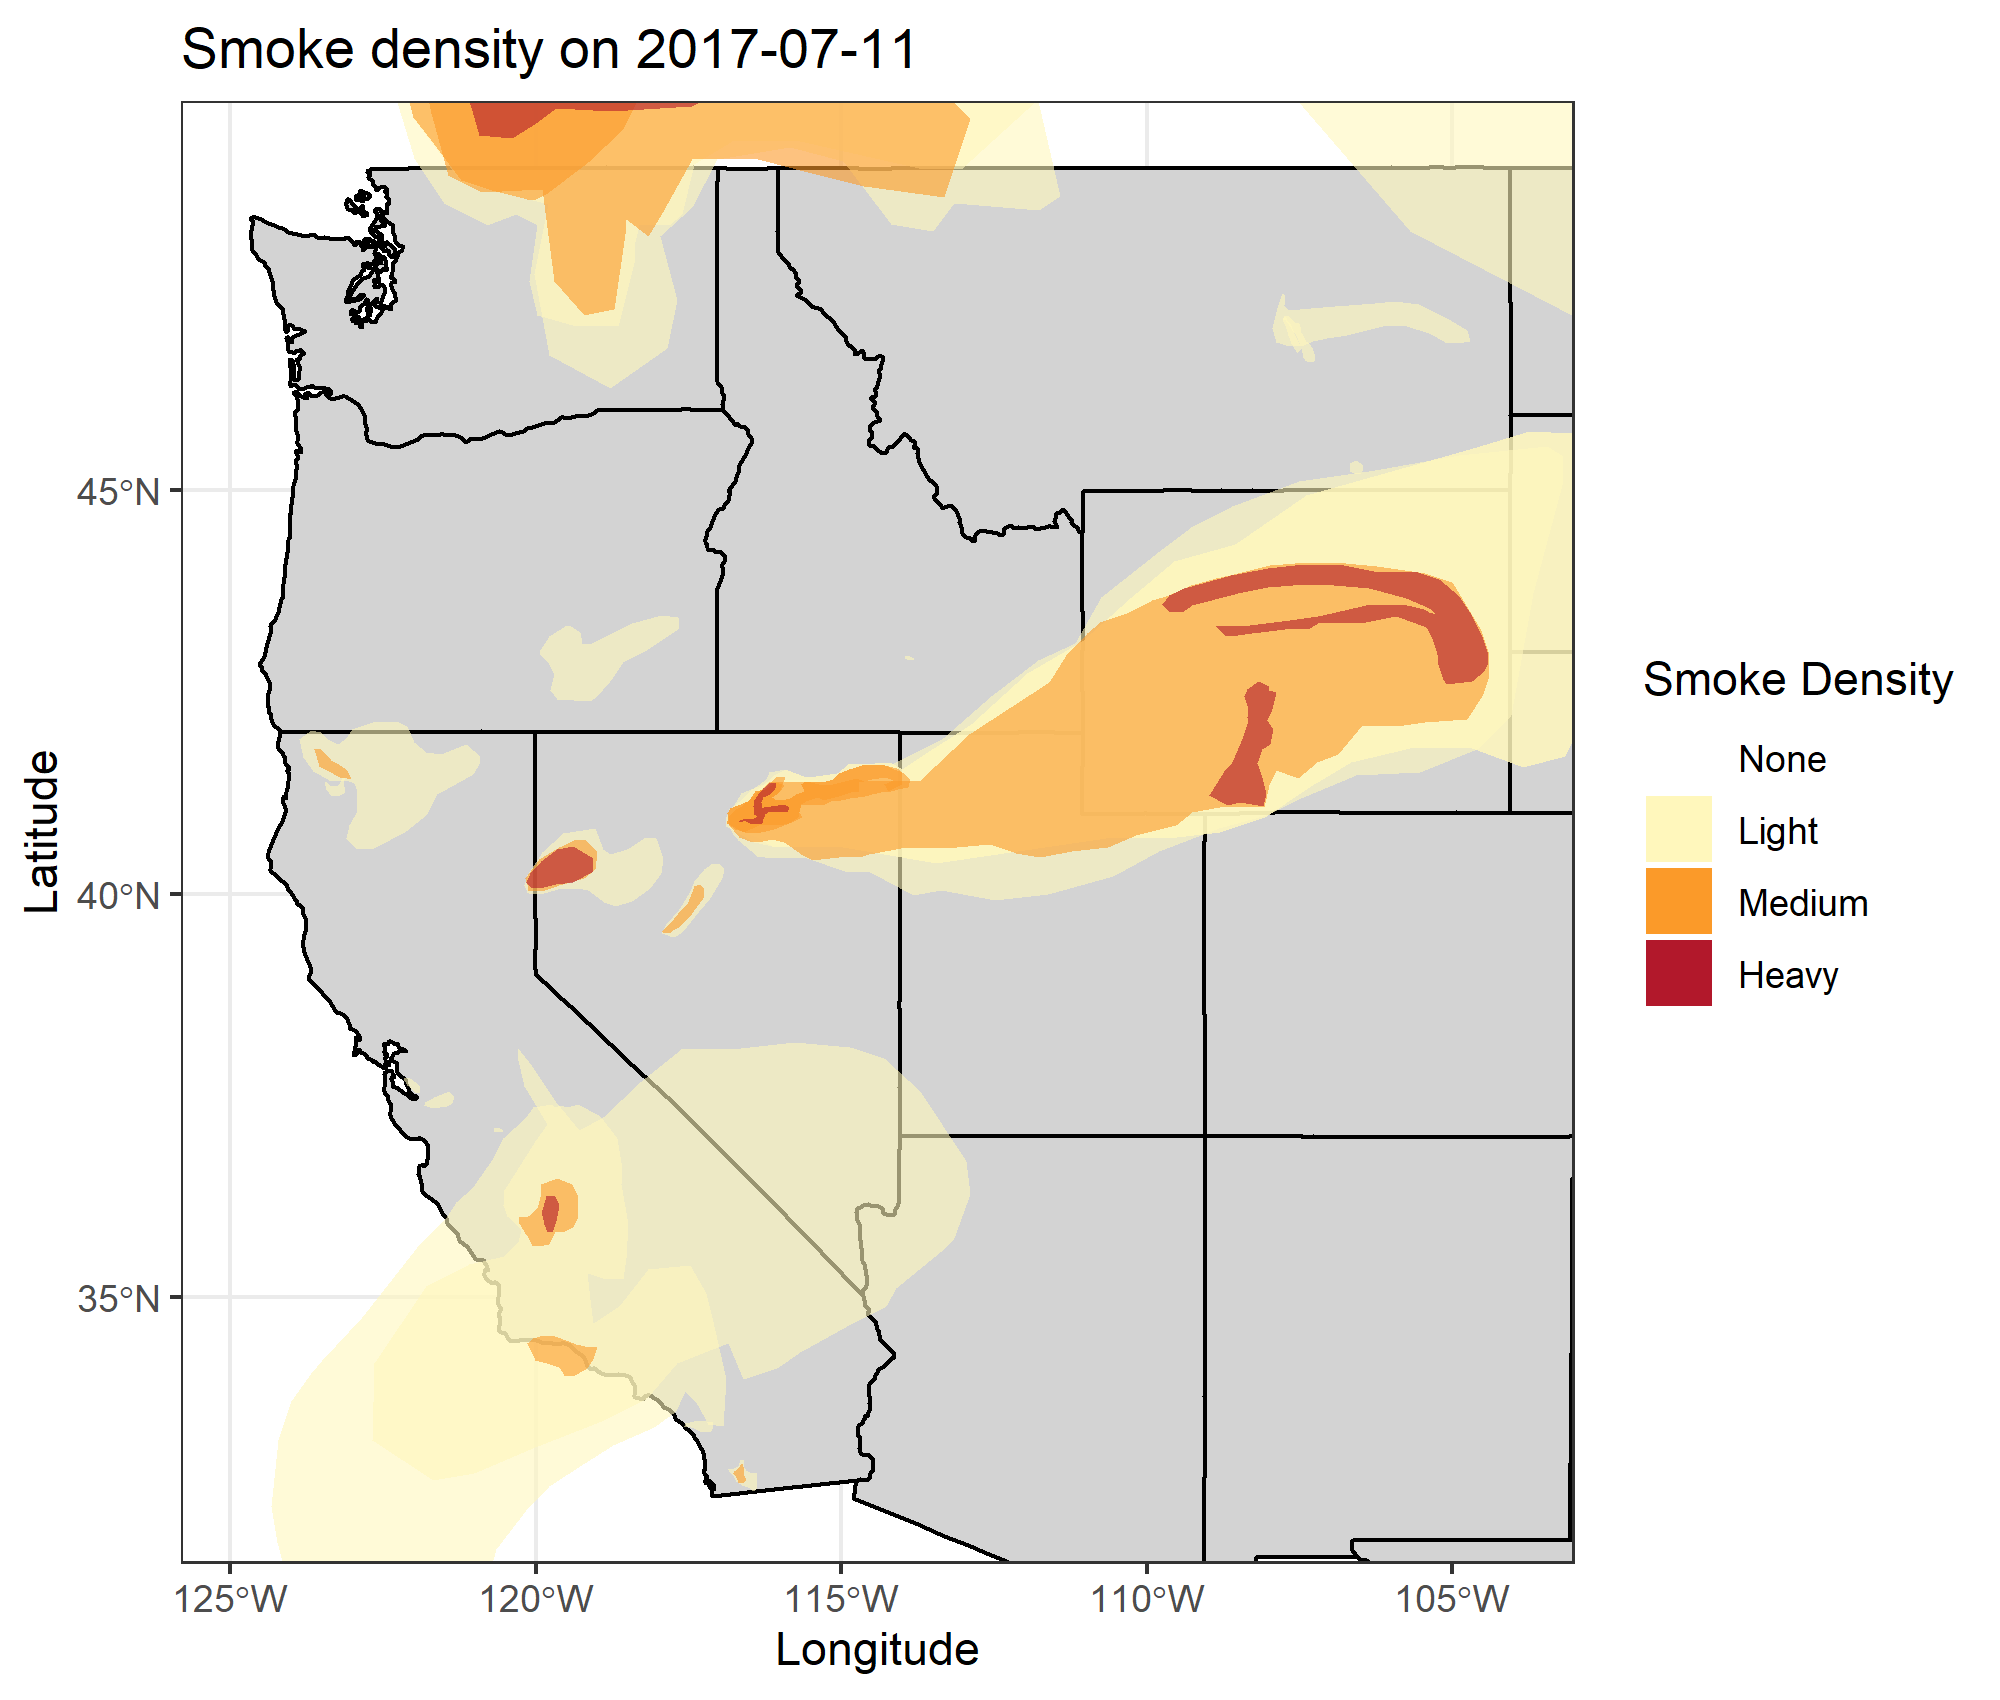 Smoke density on 2017-07-11
Latitude
45°N
40°N
35°N
125°W
120°W
115°W
110°W
105°W
Longitude
Smoke Density
None
Light
Medium
Heavy